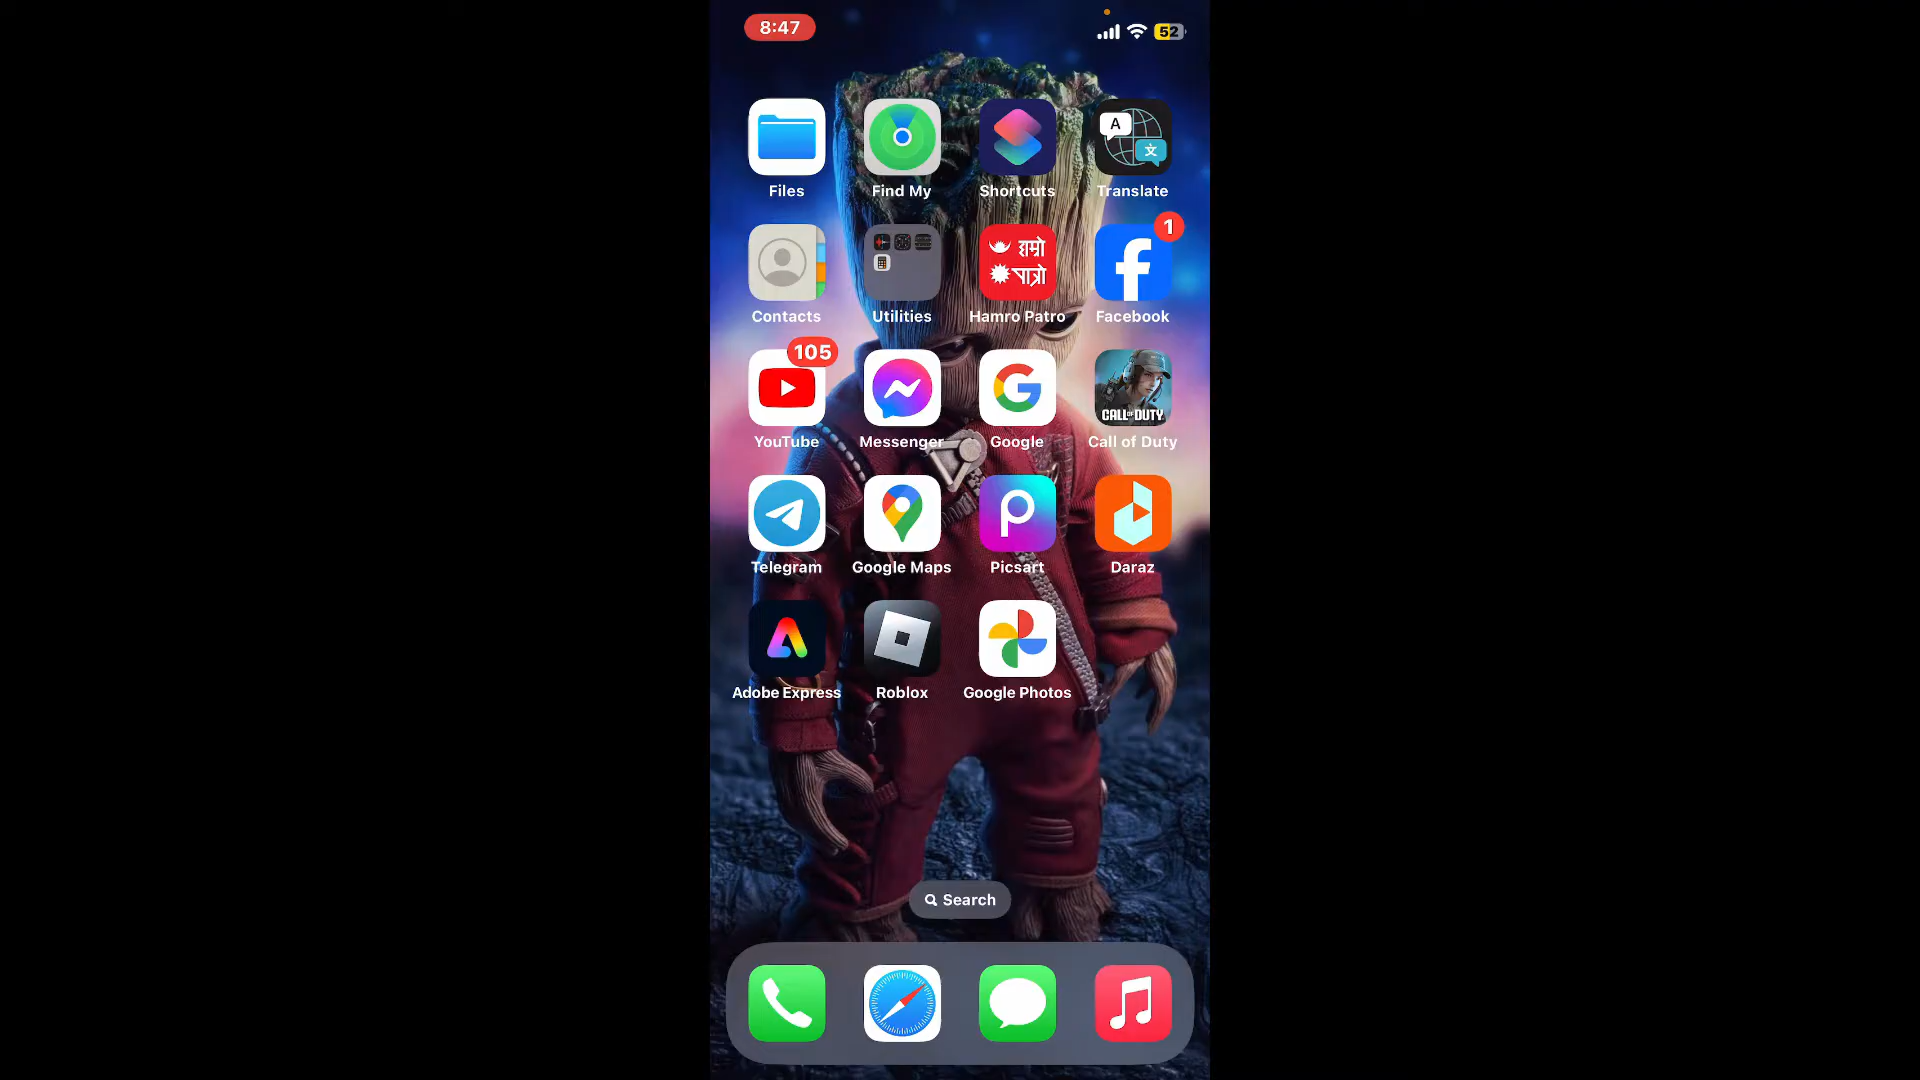 8:47
52
A
文
Files
Find My
Shortcuts
Translate
हाम्रो
पात्रो
1
Contacts
Utilities
Hamro Patro
Facebook
105
CALL OF DUTY
YouTube
Messenger
Google
Call of Duty
Telegram
Google Maps
Picsart
Daraz
Adobe Express
Roblox
Google Photos
Search